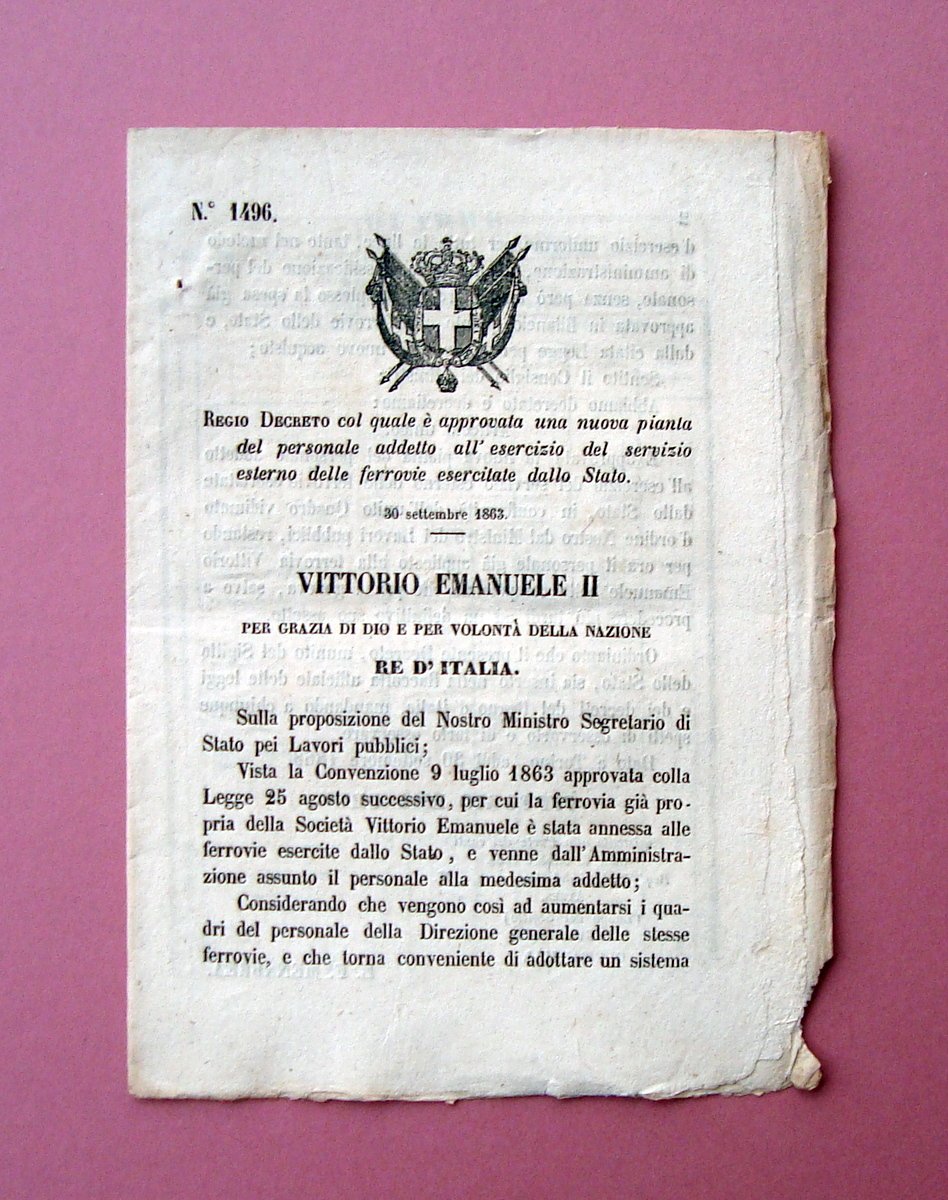 N.° 1496.
REGIO DECRETO col quale è approvata una nuova pianta
del personale addetto all'esercizio del servizio
esterno delle ferrovie esercitate dallo Stato.
30 settembre 1863.
VITTORIO EMANUELE II
PER GRAZIA DI DIO E PER VOLONTÀ DELLA NAZIONE
RE D'ITALIA.
Sulla proposizione del Nostro Ministro Segretario di
Stato pei Lavori pubblici;
Vista la Convenzione 9 luglio 1863 approvata colla
Legge 25 agosto successivo, per cui la ferrovia già pro-
pria della Società Vittorio Emanuele è stata annessa alle
ferrovie esercite dallo Stato, e venne dall'Amministra-
zione assunto il personale alla medesima addetto;
Considerando che vengono così ad aumentarsi i qua-
dri del personale della Direzione generale delle stesse
ferrovie, e che torna conveniente di adottare un sistema